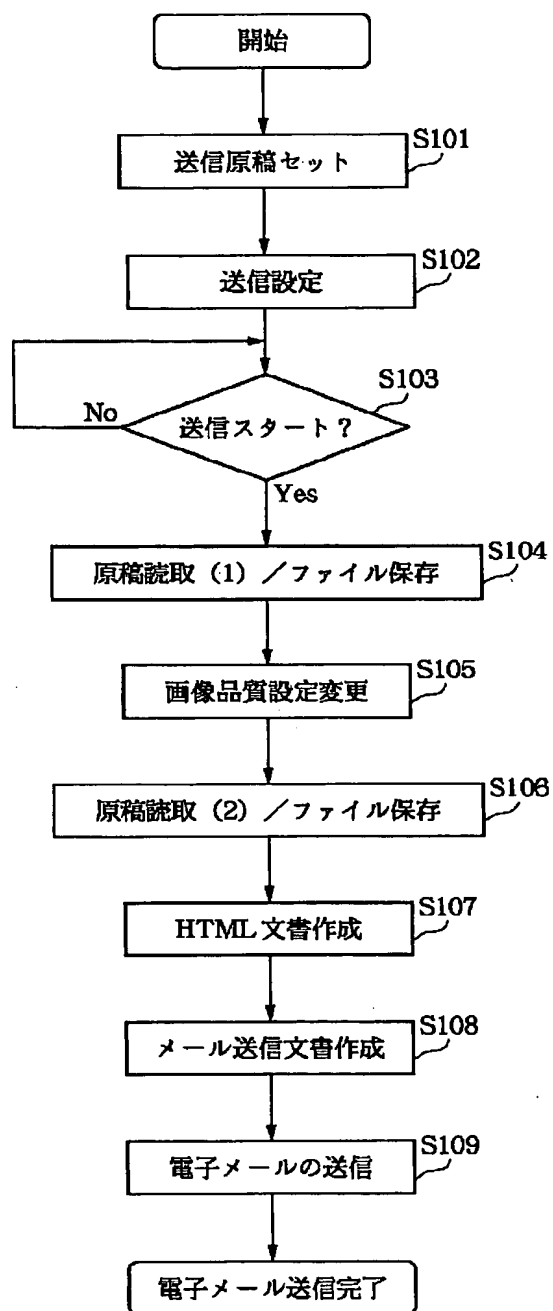 開始
S101
送信原稿セット
S102
送信設定
S103
送信スタート？
No
Yes
S104
原稿読取（1）／ファイル保存
S105
画像品質設定変更
S106
原稿読取（2）／ファイル保存
S107
HTML文書作成
S108
メール送信文書作成
S109
電子メールの送信
電子メール送信完了